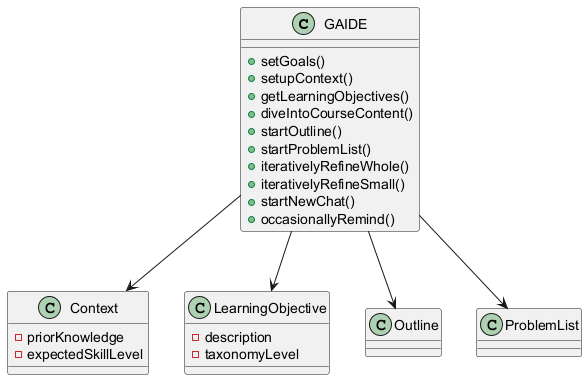 C GAIDE
setGoals()
setupContext()
getLearningObjectives()
diveIntoCourseContent()
startOutline()
startProblemList()
iterativelyRefineWhole()
iterativelyRefineSmall()
startNewChat()
occasionallyRemind()
C Context
priorKnowledge
expectedSkillLevel
C LearningObjective
description
taxonomyLevel
C Outline
C ProblemList